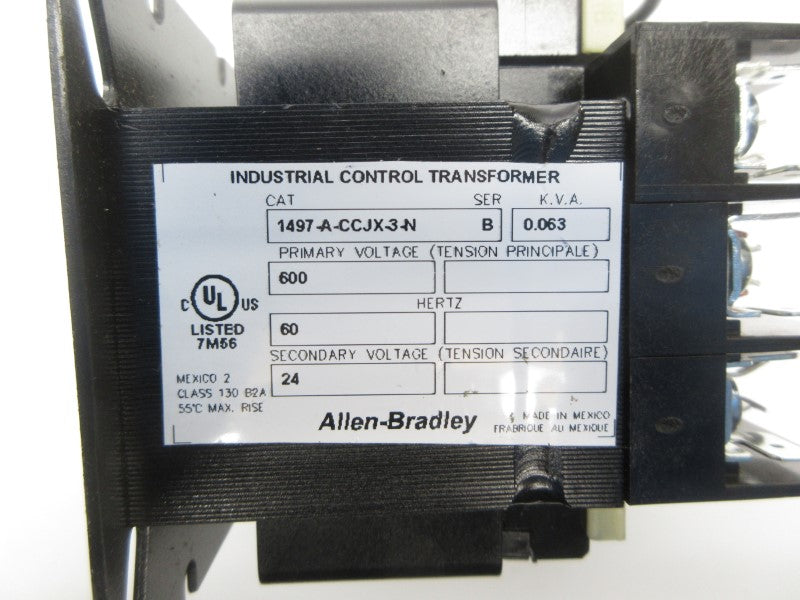 INDUSTRIAL CONTROL TRANSFORMER
CAT SER K.V.A.
1497-A-CCJX-3-N B 0.063
PRIMARY VOLTAGE (TENSION PRINCIPALE)
600
HERTZ
60
SECONDARY VOLTAGE (TENSION SECONDAIRE)
24
C UL US
LISTED
7M56
MEXICO 2
CLASS 130 B2A
55°C MAX. RISE
Allen-Bradley
MADE IN MEXICO
FRABRIQUE AU MEXIQUE